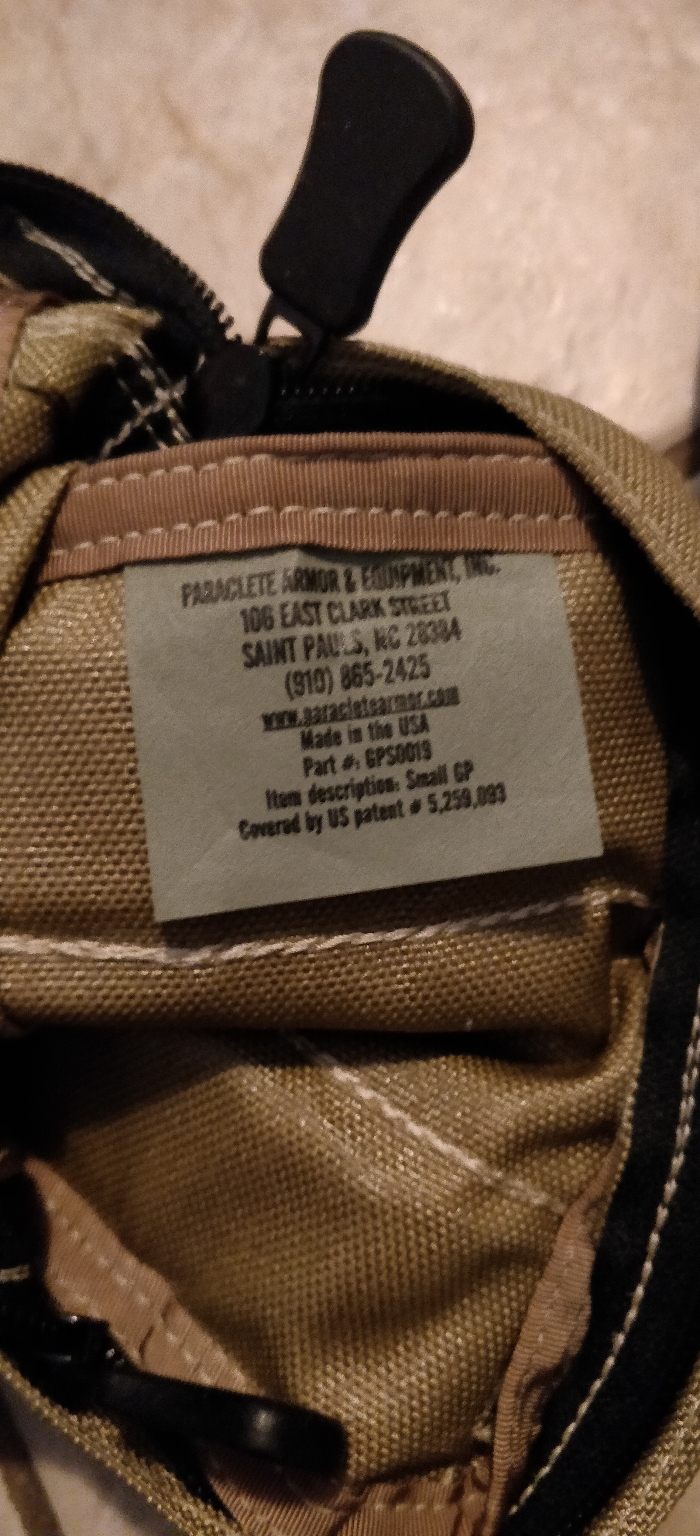 PARACLETE ARMOR & EQUIPMENT, INC.
106 EAST CLARK STREET
SAINT PAULS, NC 28384
(910) 865-2425
www.paracletearmor.com
Made in the USA
Part #: GPS0019
Item description: Small GP
Covered by US patent # 5,259,093